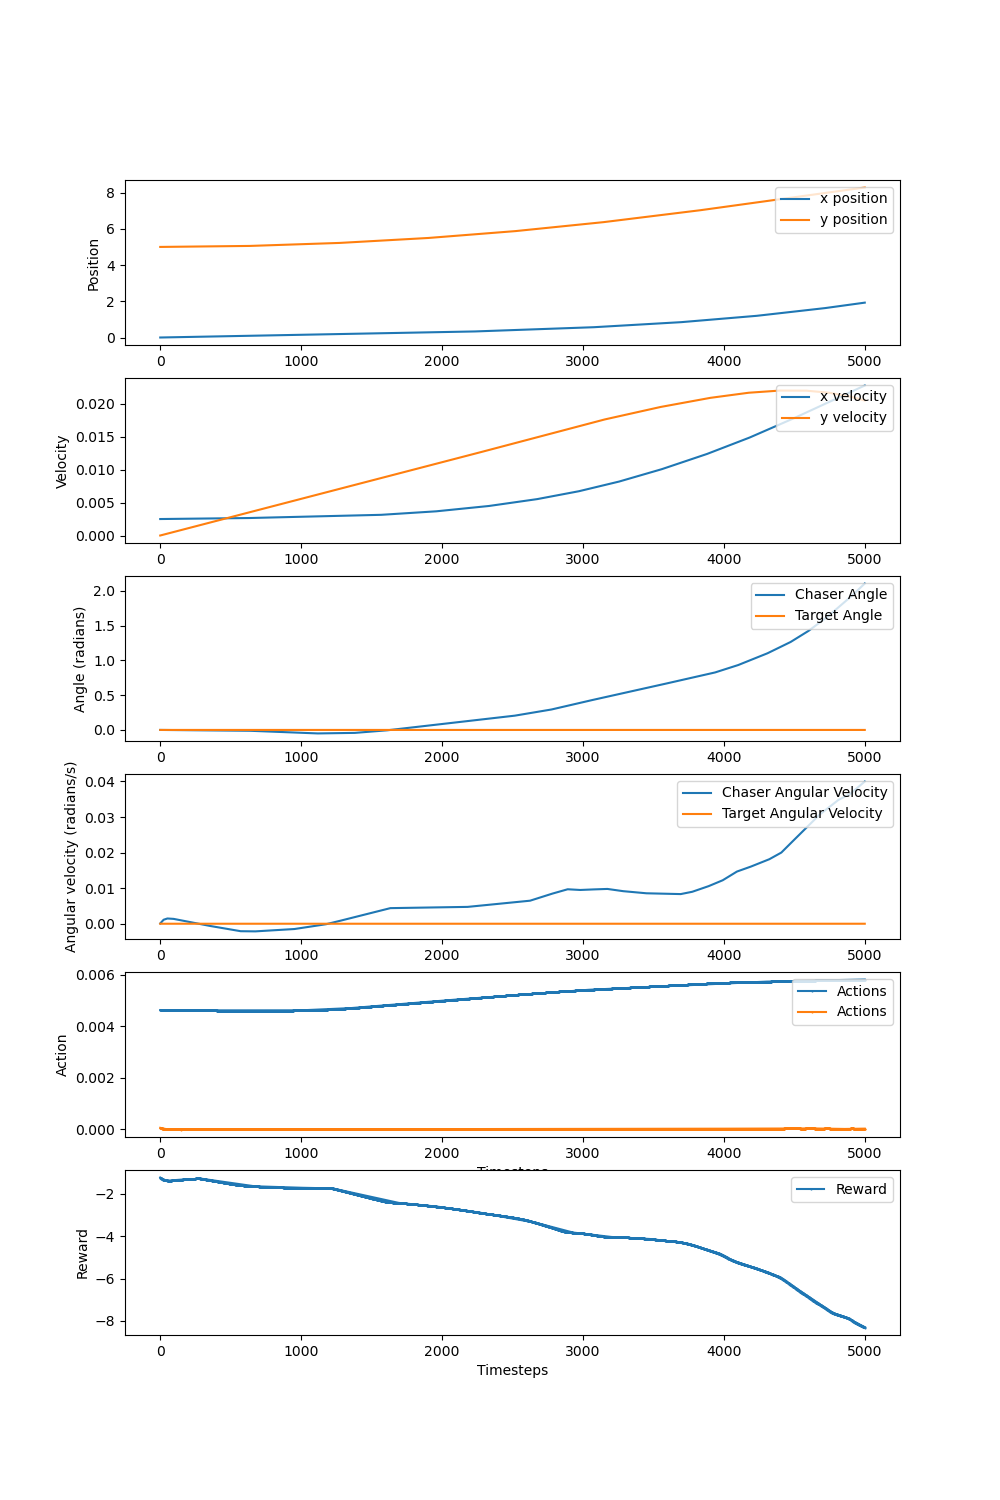 8
6
4
2
0
Position
x position
y position
0 1000 2000 3000 4000 5000
0.020
0.015
0.010
0.005
0.000
Velocity
x velocity
y velocity
0 1000 2000 3000 4000 5000
2.0
1.5
1.0
0.5
0.0
Angle (radians)
Chaser Angle
Target Angle
0 1000 2000 3000 4000 5000
0.04
0.03
0.02
0.01
0.00
Angular velocity (radians/s)
Chaser Angular Velocity
Target Angular Velocity
0 1000 2000 3000 4000 5000
0.006
0.004
0.002
0.000
Action
Actions
Actions
0 1000 2000 3000 4000 5000
Timesteps
−2
−4
−6
−8
Reward
Reward
0 1000 2000 3000 4000 5000
Timesteps